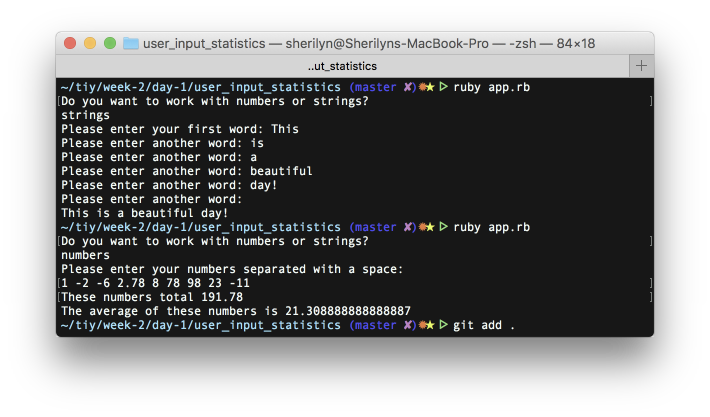 user_input_statistics — sherilyn@Sherilyns-MacBook-Pro — -zsh — 84×18
..ut_statistics +
~/tiy/week-2/day-1/user_input_statistics (master ✘)✹★ ▷ ruby app.rb
[Do you want to work with numbers or strings? ]
strings
Please enter your first word: This
Please enter another word: is
Please enter another word: a
Please enter another word: beautiful
Please enter another word: day!
Please enter another word:
This is a beautiful day!
~/tiy/week-2/day-1/user_input_statistics (master ✘)✹★ ▷ ruby app.rb
[Do you want to work with numbers or strings? ]
numbers
Please enter your numbers separated with a space:
[1 -2 -6 2.78 8 78 98 23 -11 ]
[These numbers total 191.78 ]
The average of these numbers is 21.308888888888887
~/tiy/week-2/day-1/user_input_statistics (master ✘)✹★ ▷ git add .